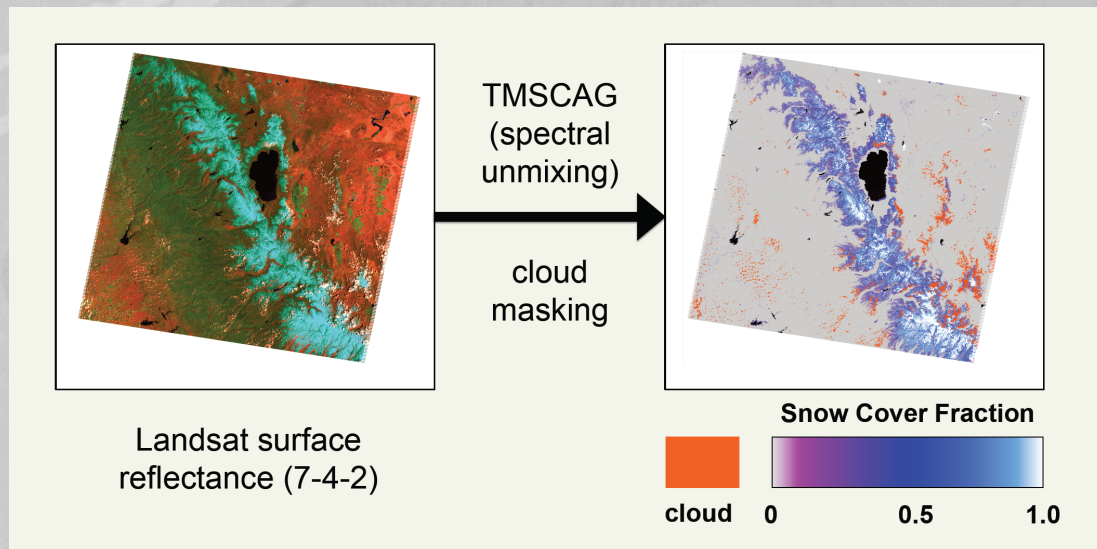 TMSCAG
(spectral
unmixing)
cloud
masking
Landsat surface
reflectance (7-4-2)
Snow Cover Fraction
cloud
0 0.5 1.0